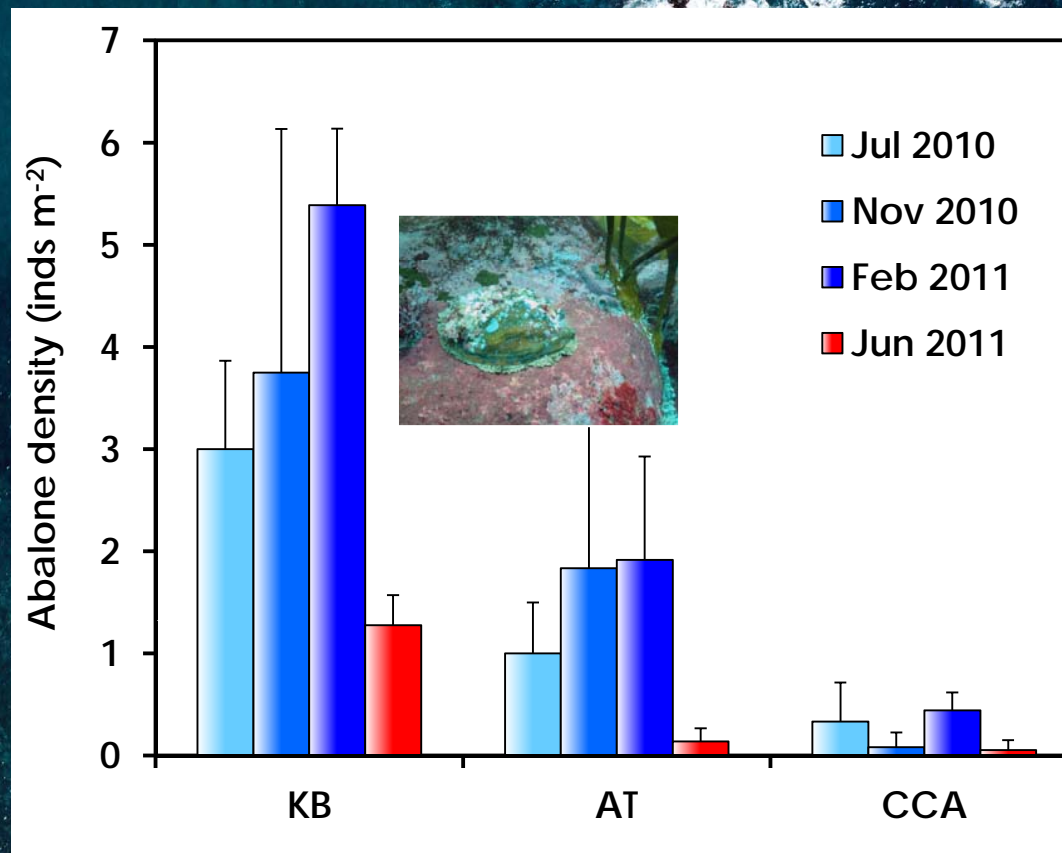 7
6
5
4
3
2
1
0
Abalone density (inds m⁻²)
Jul 2010
Nov 2010
Feb 2011
Jun 2011
KB AT CCA